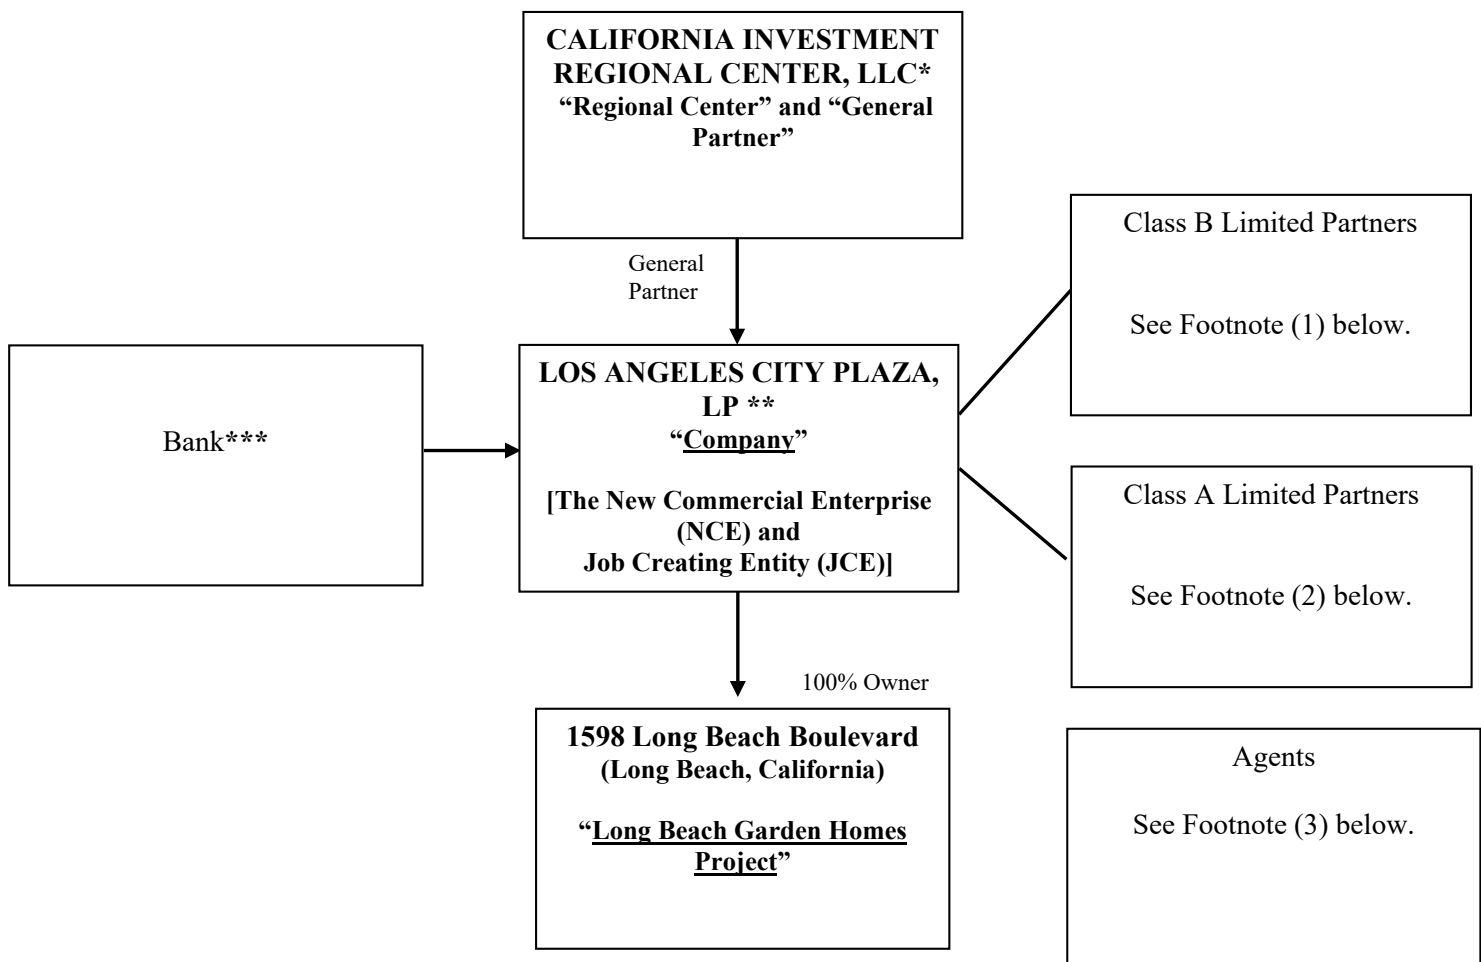 CALIFORNIA INVESTMENT
REGIONAL CENTER, LLC*
“Regional Center” and “General
Partner”
General
Partner
Class B Limited Partners
See Footnote (1) below.
Bank***
LOS ANGELES CITY PLAZA,
LP **
“Company”
[The New Commercial Enterprise
(NCE) and
Job Creating Entity (JCE)]
Class A Limited Partners
See Footnote (2) below.
100% Owner
1598 Long Beach Boulevard
(Long Beach, California)
“Long Beach Garden Homes
Project”
Agents
See Footnote (3) below.